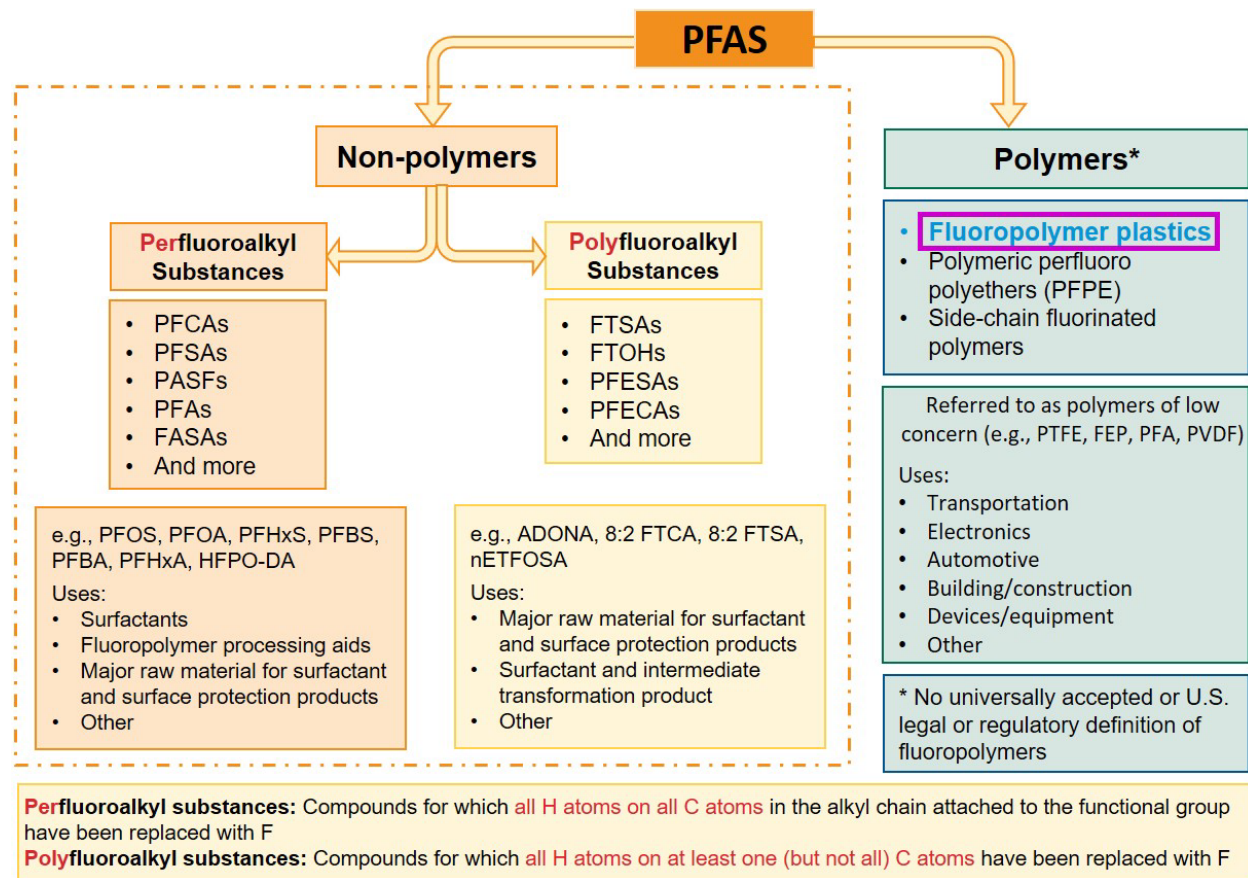 PFAS
Non-polymers
Perfluoroalkyl
Substances
• PFCAs
• PFSAs
• PASFs
• PFAs
• FASAs
• And more
e.g., PFOS, PFOA, PFHxS, PFBS,
PFBA, PFHxA, HFPO-DA
Uses:
• Surfactants
• Fluoropolymer processing aids
• Major raw material for surfactant
and surface protection products
• Other
Polyfluoroalkyl
Substances
• FTSAs
• FTOHs
• PFESAs
• PFECAs
• And more
e.g., ADONA, 8:2 FTCA, 8:2 FTSA,
nETFOSA
Uses:
• Major raw material for surfactant
and surface protection products
• Surfactant and intermediate
transformation product
• Other
Polymers*
• Fluoropolymer plastics
• Polymeric perfluoro
polyethers (PFPE)
• Side-chain fluorinated
polymers
Referred to as polymers of low
concern (e.g., PTFE, FEP, PFA, PVDF)
Uses:
• Transportation
• Electronics
• Automotive
• Building/construction
• Devices/equipment
• Other
* No universally accepted or U.S.
legal or regulatory definition of
fluoropolymers
Perfluoroalkyl substances: Compounds for which all H atoms on all C atoms in the alkyl chain attached to the functional group
have been replaced with F
Polyfluoroalkyl substances: Compounds for which all H atoms on at least one (but not all) C atoms have been replaced with F